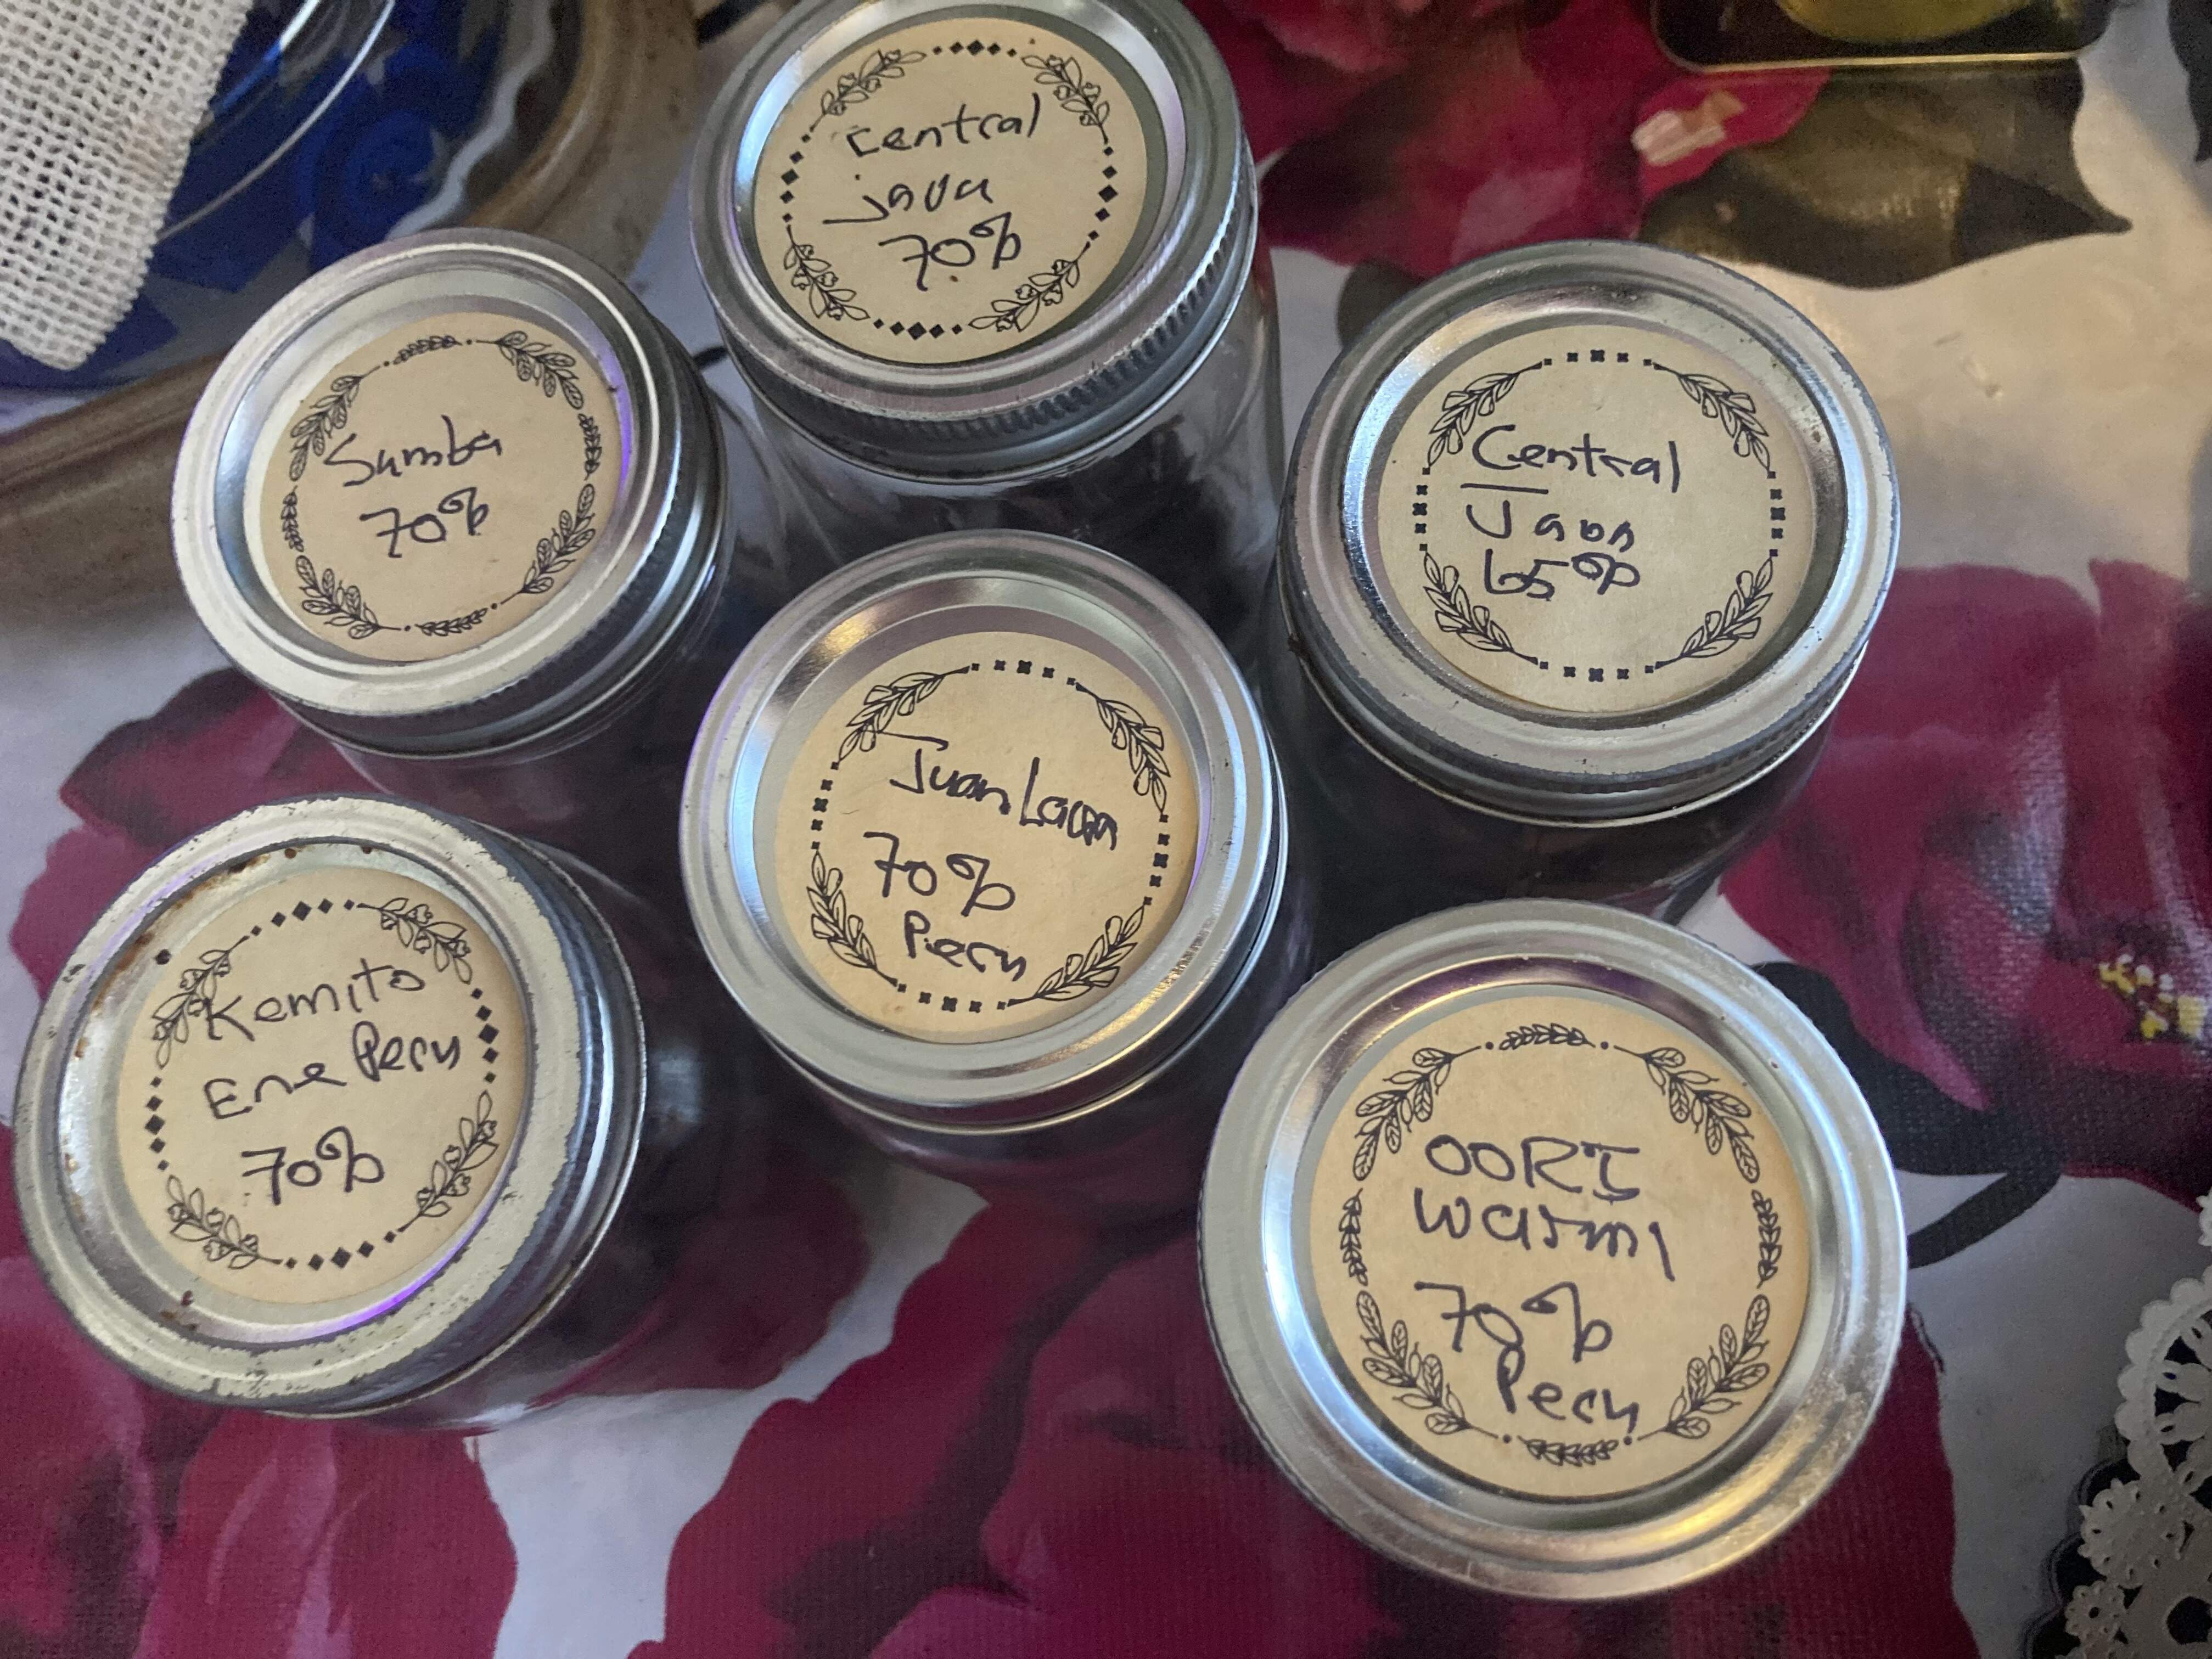 Central
java
70%
Sumba
70%
Central
Java
65%
Juan Laura
70%
Peru
Kemito
Ene Peru
70%
OORI
Warmi
70%
Peru